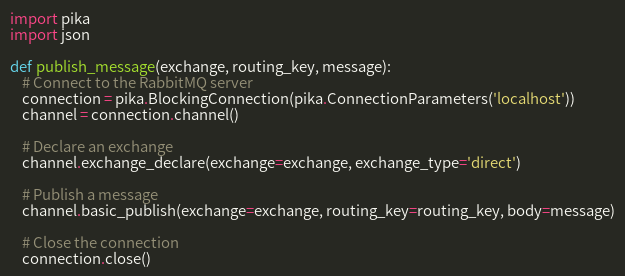 import pika
import json

def publish_message(exchange, routing_key, message):
    # Connect to the RabbitMQ server
    connection = pika.BlockingConnection(pika.ConnectionParameters('localhost'))
    channel = connection.channel()

    # Declare an exchange
    channel.exchange_declare(exchange=exchange, exchange_type='direct')

    # Publish a message
    channel.basic_publish(exchange=exchange, routing_key=routing_key, body=message)

    # Close the connection
    connection.close()